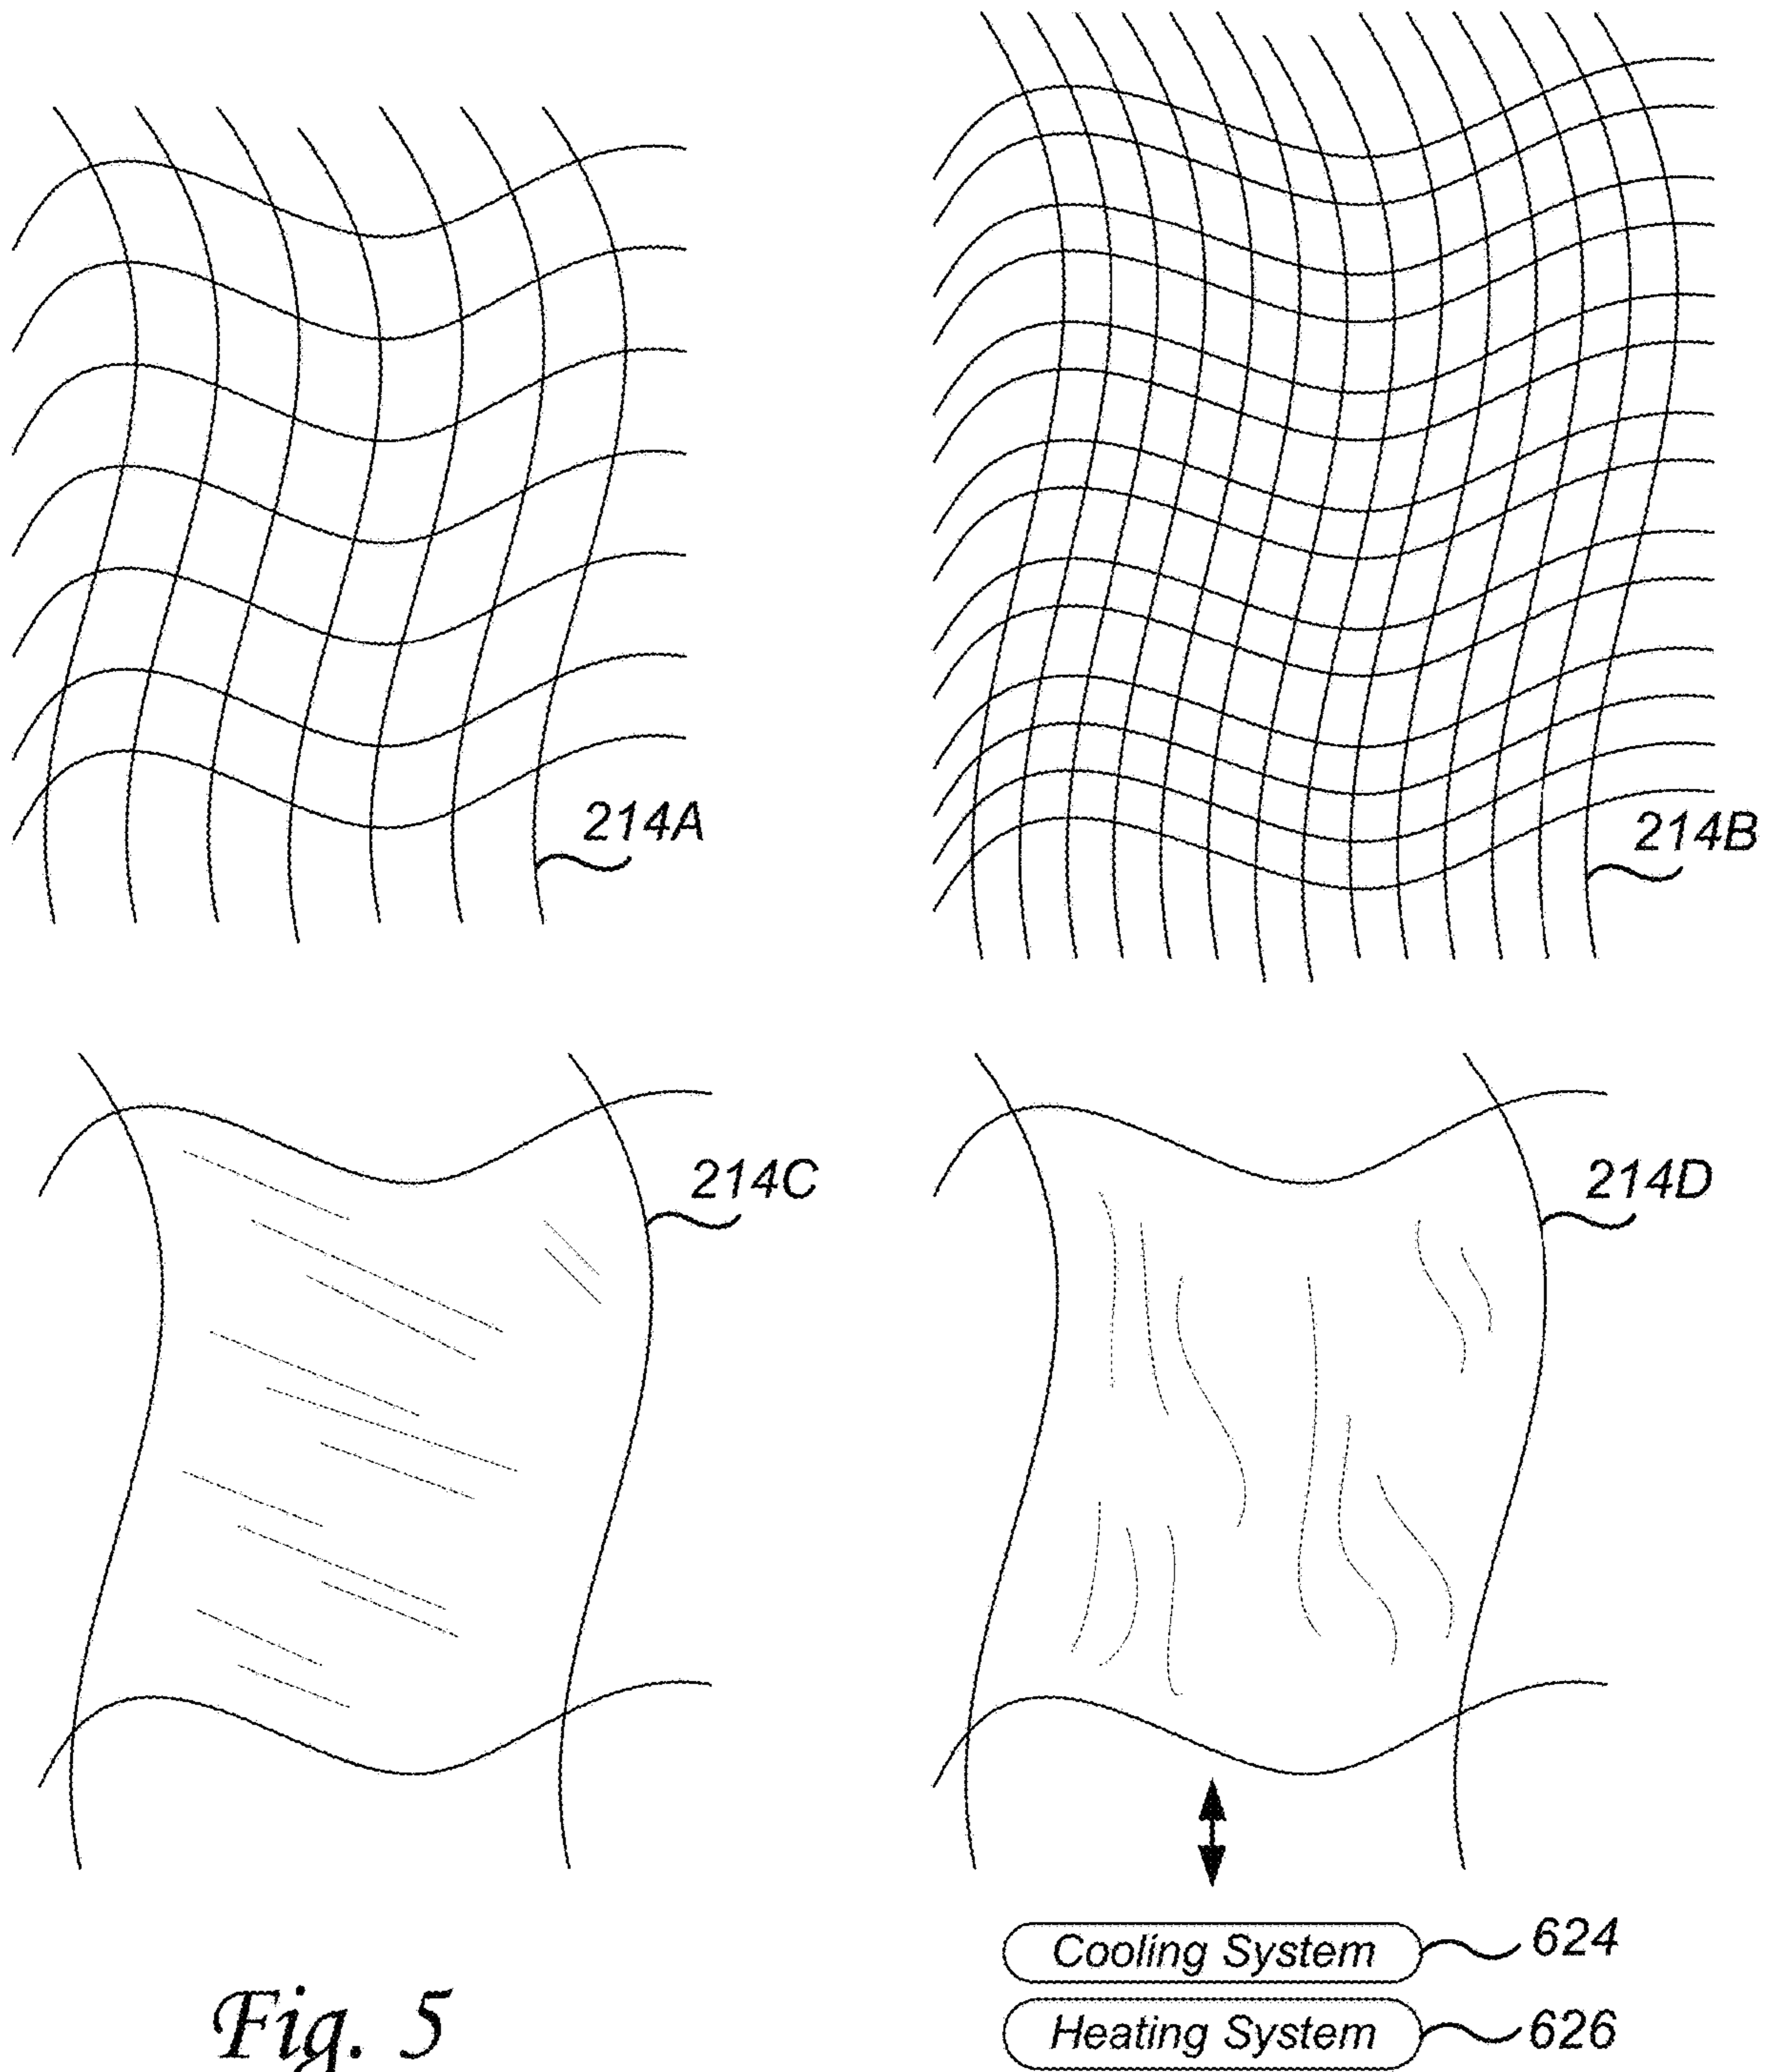 214A
214B
214C
214D
Cooling System 624
Heating System 626
Fig. 5